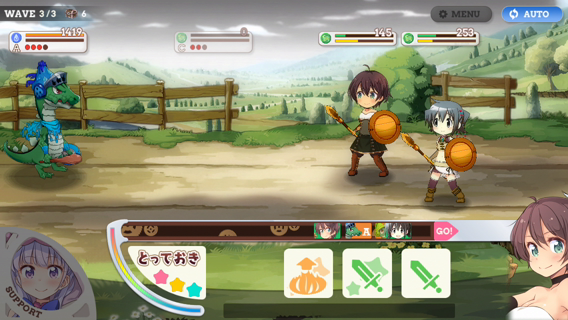 WAVE 3/3 6
MENU
AUTO
1419
A
C
145
253
A
GO!
とっておき
SUPPORT